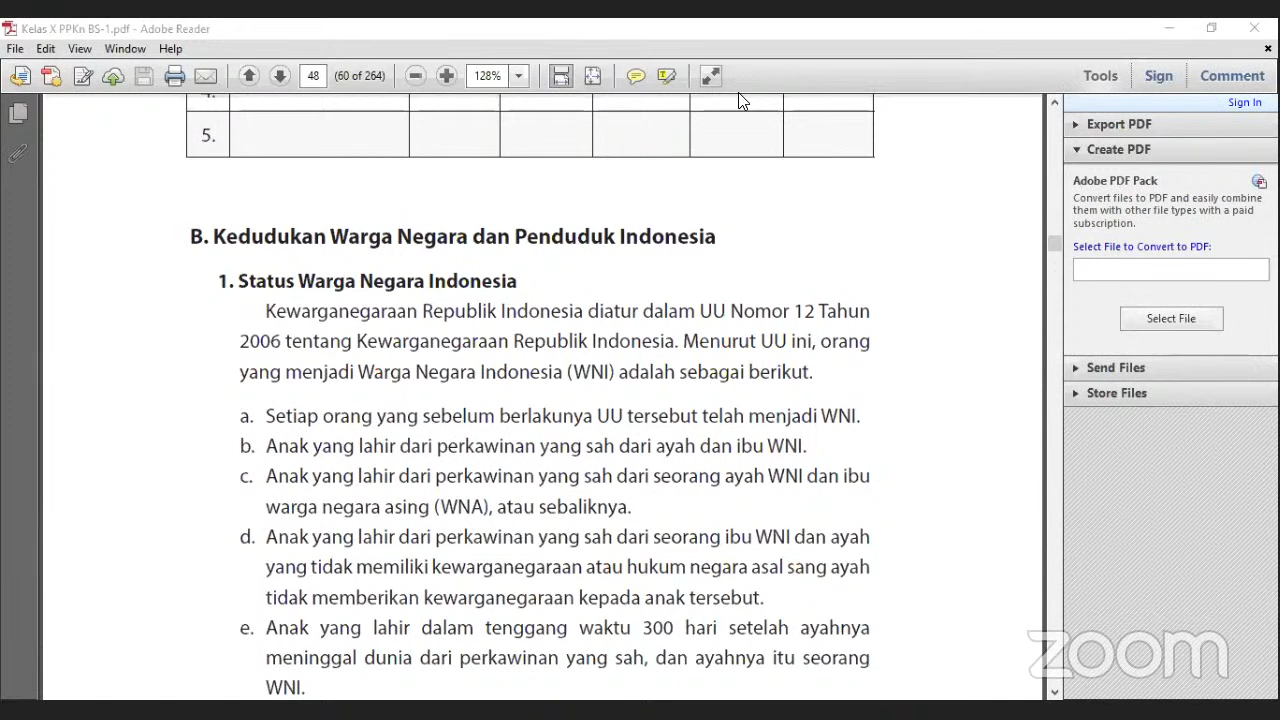 Kelas X PPKn BS-1.pdf - Adobe Reader
File Edit View Window Help
48 (60 of 264) 128% Tools Sign Comment
Sign In
Export PDF
Create PDF
Adobe PDF Pack
Convert files to PDF and easily combine
them with other file types with a paid
subscription.
Select File to Convert to PDF:
Select File
Send Files
Store Files
5.
B. Kedudukan Warga Negara dan Penduduk Indonesia
1. Status Warga Negara Indonesia
Kewarganegaraan Republik Indonesia diatur dalam UU Nomor 12 Tahun
2006 tentang Kewarganegaraan Republik Indonesia. Menurut UU ini, orang
yang menjadi Warga Negara Indonesia (WNI) adalah sebagai berikut.
a. Setiap orang yang sebelum berlakunya UU tersebut telah menjadi WNI.
b. Anak yang lahir dari perkawinan yang sah dari ayah dan ibu WNI.
c. Anak yang lahir dari perkawinan yang sah dari seorang ayah WNI dan ibu
warga negara asing (WNA), atau sebaliknya.
d. Anak yang lahir dari perkawinan yang sah dari seorang ibu WNI dan ayah
yang tidak memiliki kewarganegaraan atau hukum negara asal sang ayah
tidak memberikan kewarganegaraan kepada anak tersebut.
e. Anak yang lahir dalam tenggang waktu 300 hari setelah ayahnya
meninggal dunia dari perkawinan yang sah, dan ayahnya itu seorang
WNI.
zoom